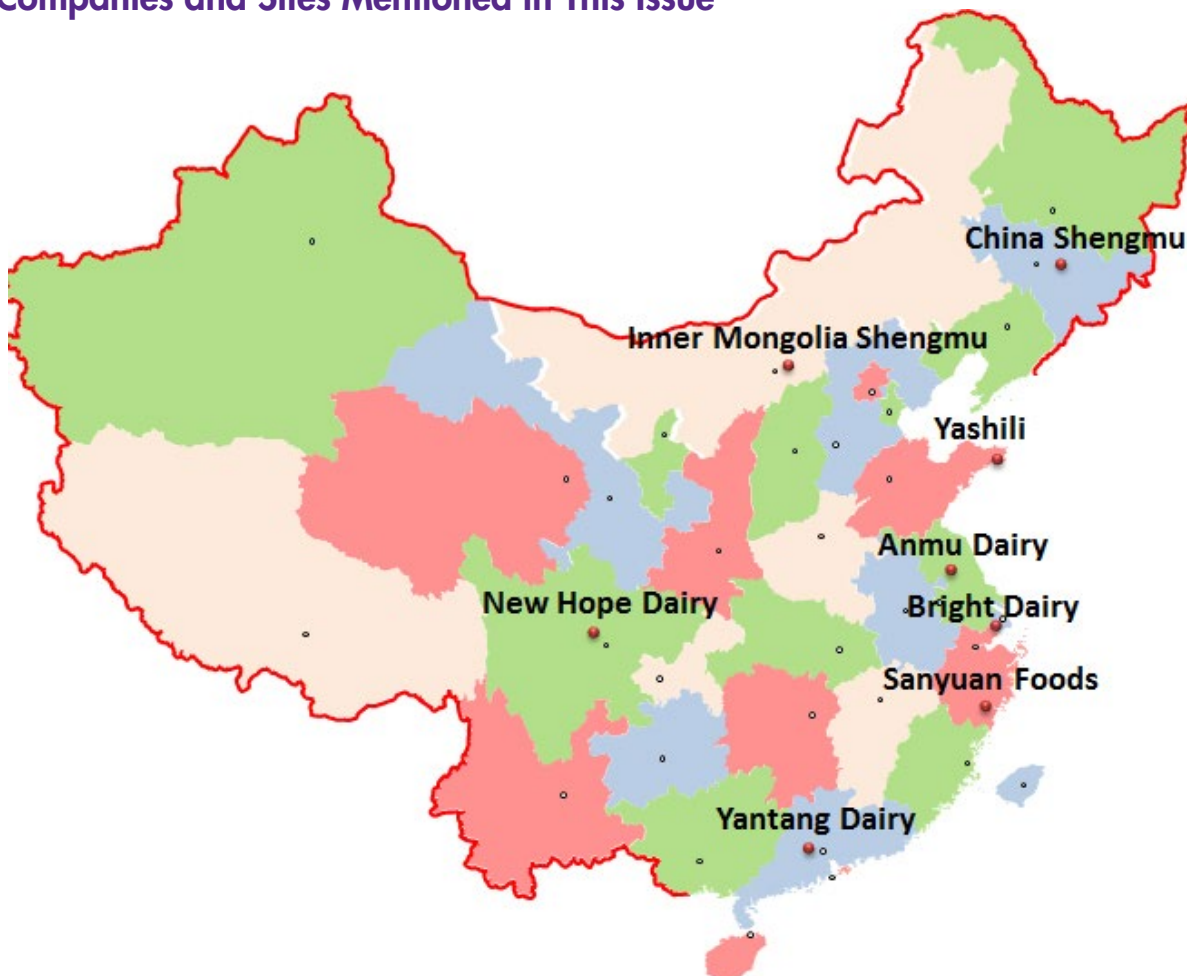 Companies and Sites Mentioned in This Issue
China Shengmu
Inner Mongolia Shengmu
Yashili
Anmu Dairy
New Hope Dairy
Bright Dairy
Sanyuan Foods
Yantang Dairy